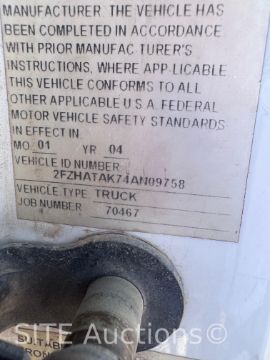 MANUFACTURER. THE VEHICLE HAS
BEEN COMPLETED IN ACCORDANCE
WITH PRIOR MANUFAC TURER'S
INSTRUCTIONS, WHERE APP-LICABLE
THIS VEHICLE CONFORMS TO ALL
OTHER APPLICABLE U S A. FEDERAL
MOTOR VEHICLE SAFETY STANDARDS
IN EFFECT IN
MO 01 YR 04
VEHICLE ID NUMBER
2FZHATAK74AN09758
VEHICLE TYPE TRUCK
JOB NUMBER 70467
SUITABLE
SITE Auctions